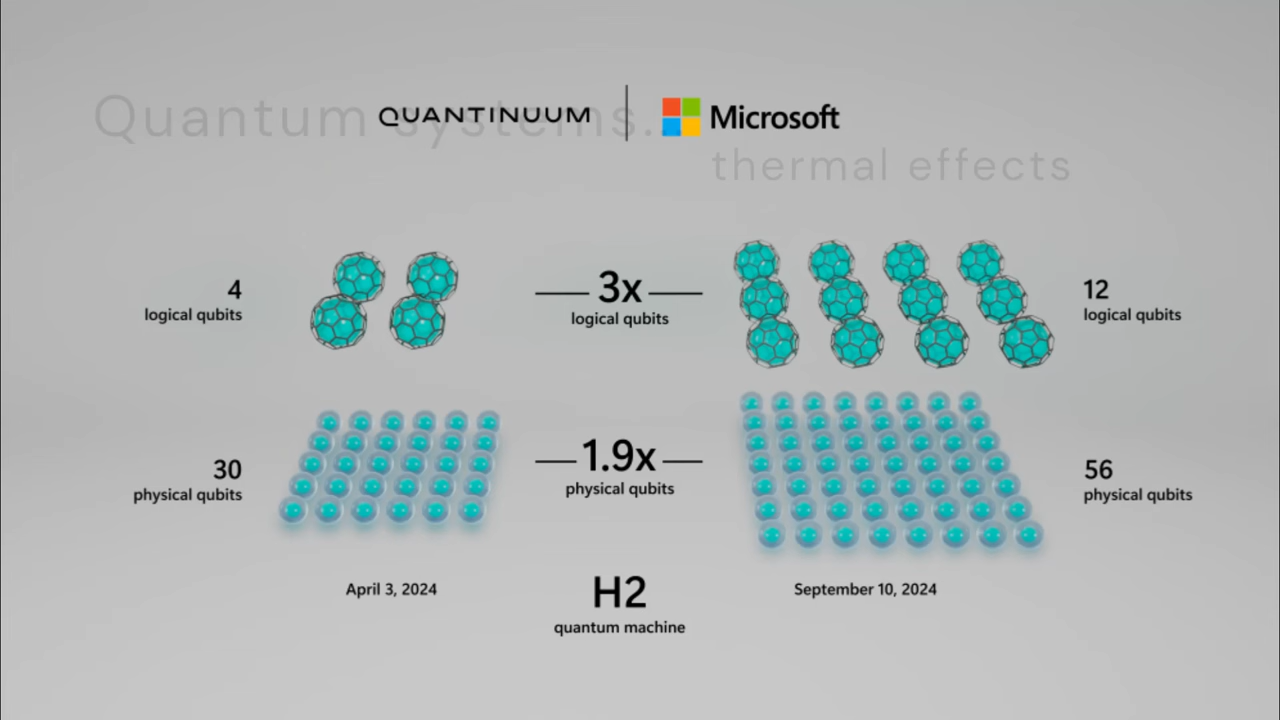 Quantum systems.
QUANTINUUM
Microsoft
thermal effects
4
logical qubits
3x
logical qubits
12
logical qubits
30
physical qubits
1.9x
physical qubits
56
physical qubits
April 3, 2024
H2
quantum machine
September 10, 2024